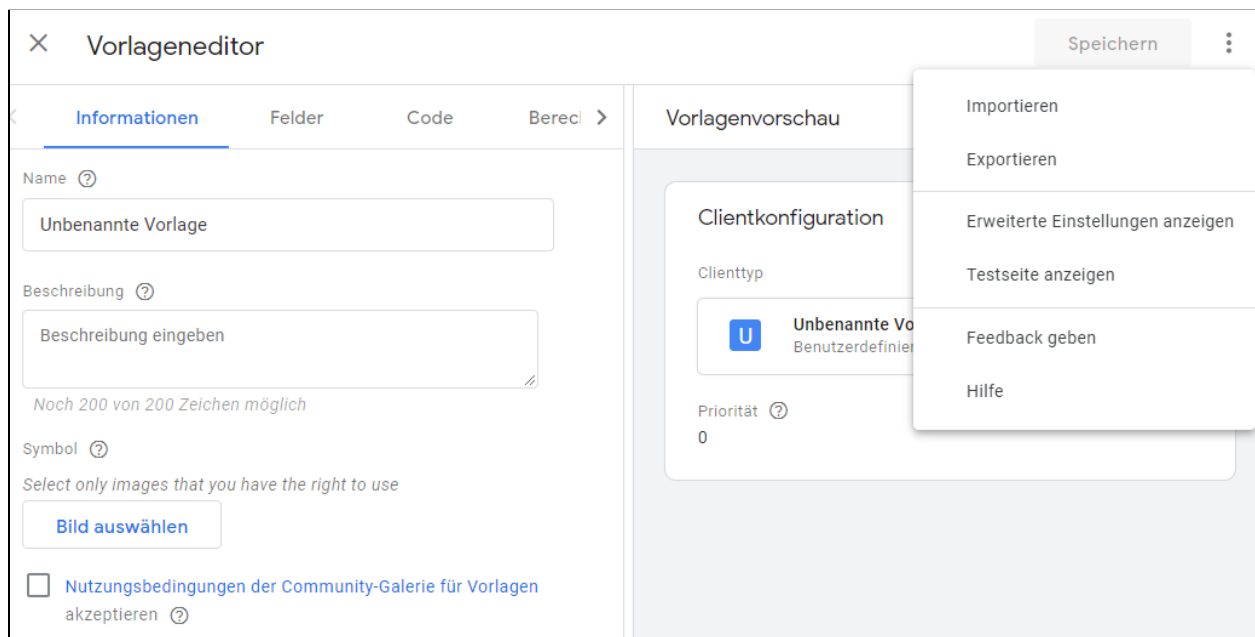 Vorlageneditor
Speichern
Informationen
Felder
Code
Vorlagenvorschau
Importieren
Exportieren
Erweiterte Einstellungen anzeigen
Testseite anzeigen
Feedback geben
Hilfe
Name
Unbenannte Vorlage
Beschreibung
Beschreibung eingeben
Noch 200 von 200 Zeichen möglich
Symbol
Select only images that you have the right to use
Bild auswählen
Nutzungsbedingungen der Community-Galerie für Vorlagen
akzeptieren
Clientkonfiguration
Clienttyp
U
Unbenannte Vo
Benutzerdefinier
Priorität
0